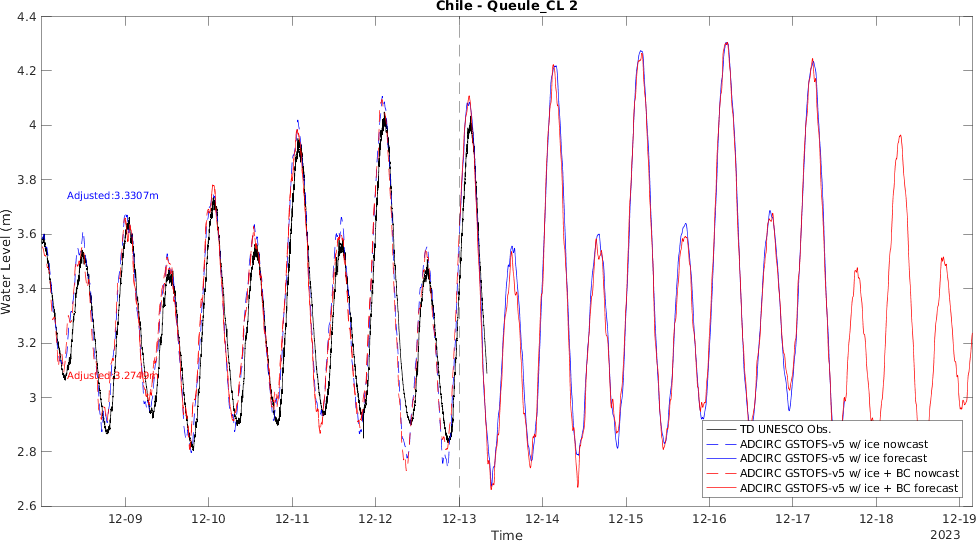 Chile - Queule_CL 2
4.4
4.2
4
3.8
3.6
3.4
3.2
3
2.8
2.6
Water Level (m)
Adjusted:3.3307m
Adjusted:3.2749m
TD UNESCO Obs.
ADCIRC GSTOFS-v5 w/ ice nowcast
ADCIRC GSTOFS-v5 w/ ice forecast
ADCIRC GSTOFS-v5 w/ ice + BC nowcast
ADCIRC GSTOFS-v5 w/ ice + BC forecast
12-09 12-10 12-11 12-12 12-13 12-14 12-15 12-16 12-17 12-18 12-19
Time
2023